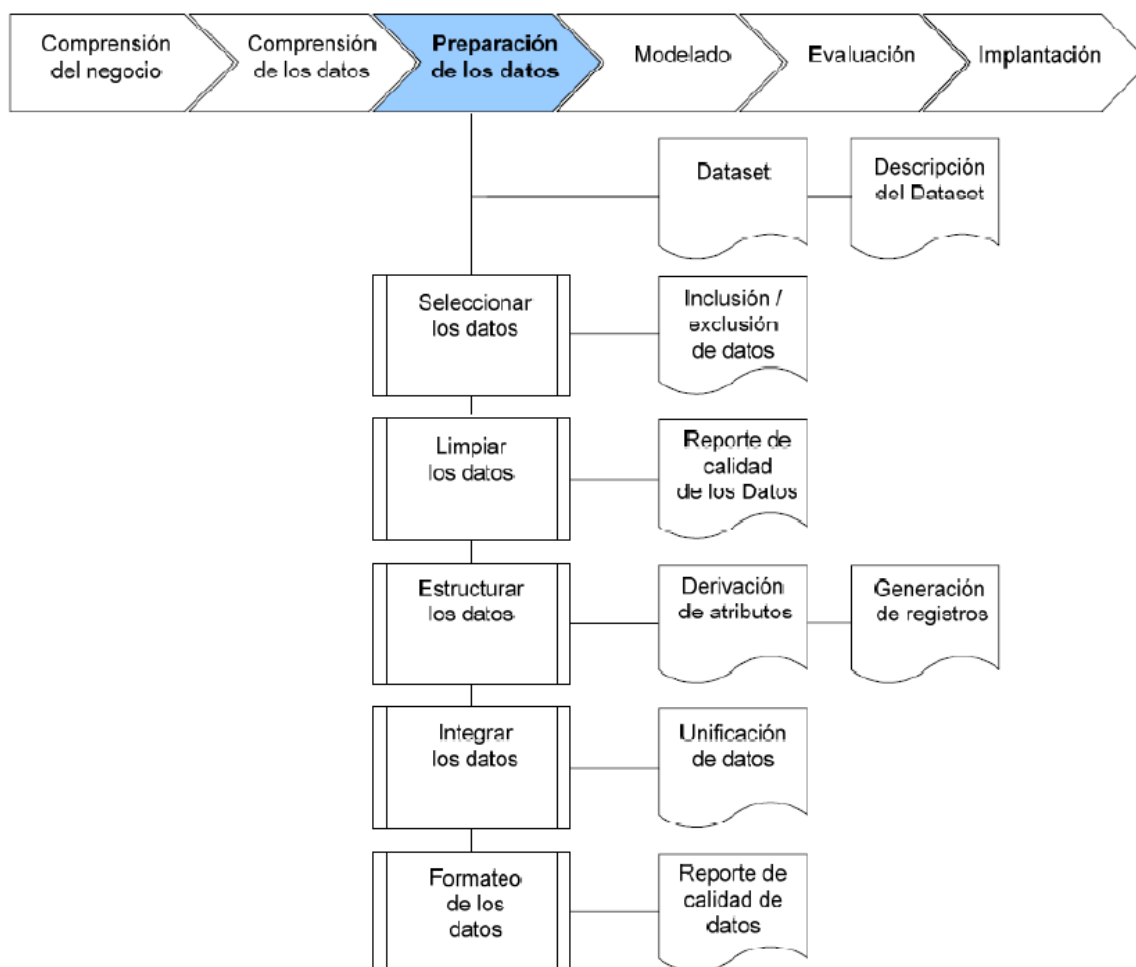 Comprensión
del negocio
Comprensión
de los datos
Preparación
de los datos
Modelado
Evaluación
Implantación
Dataset
Descripción
del Dataset
Seleccionar
los datos
Inclusión /
exclusión
de datos
Limpiar
los datos
Reporte de
calidad
de los Datos
Estructurar
los datos
Derivación
de atributos
Generación
de registros
Integrar
los datos
Unificación
de datos
Formateo
de los
datos
Reporte de
calidad de
datos